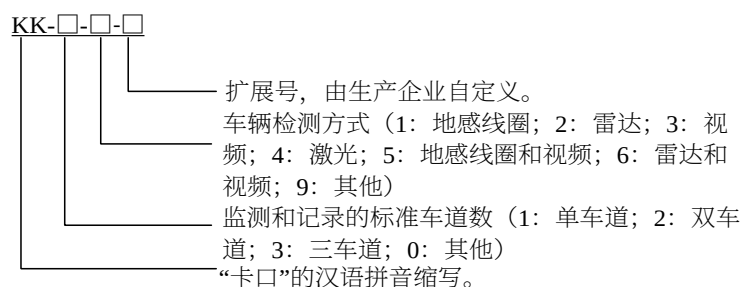 KK-□-□-□
扩展号，由生产企业自定义。
车辆检测方式（1：地感线圈；2：雷达；3：视
频；4：激光；5：地感线圈和视频；6：雷达和
视频；9：其他）
监测和记录的标准车道数（1：单车道；2：双车
道；3：三车道；0：其他）
“卡口”的汉语拼音缩写。